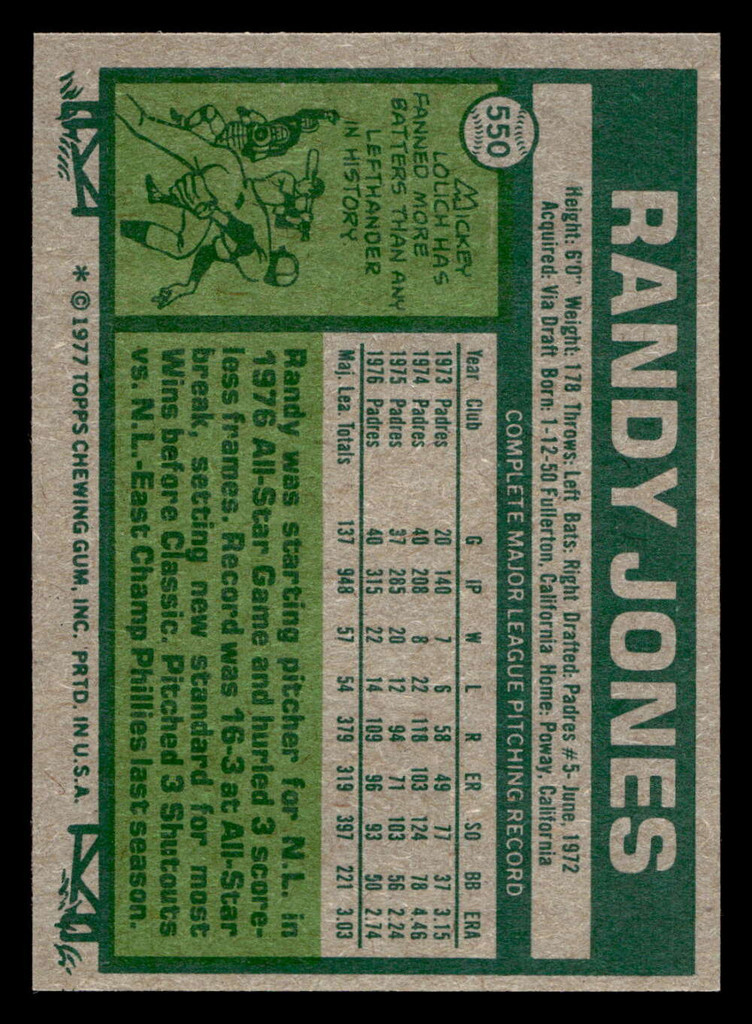 550
RANDY JONES
Height: 6'0" Weight: 178 Throws: Left Bats: Right Drafted: Padres #5-June, 1972
Acquired: Via Draft Born: 1-12-50 Fullerton, California Home: Poway, California
COMPLETE MAJOR LEAGUE PITCHING RECORD
Year Club G IP W L R ER SO BB ERA
1973 Padres 20 140 7 6 58 49 77 37 3.15
1974 Padres 40 208 8 22 118 103 124 78 4.46
1975 Padres 37 285 20 12 94 71 103 56 2.24
1976 Padres 40 315 22 14 109 96 93 50 2.74
Maj. Lea. Totals 137 948 57 54 379 319 397 221 3.03
MICKEY
LOLICH HAS
FANNED MORE
BATTERS THAN ANY
LEFTHANDER
IN HISTORY
Randy was starting pitcher for N.L. in
1976 All-Star Game and hurled 3 score-
less frames. Record was 16-3 at All-Star
break, setting new standard for most
Wins before Classic. Pitched 3 Shutouts
vs. N.L.-East Champ Phillies last season.
* © 1977 TOPPS CHEWING GUM, INC. PRTD. IN U.S.A.